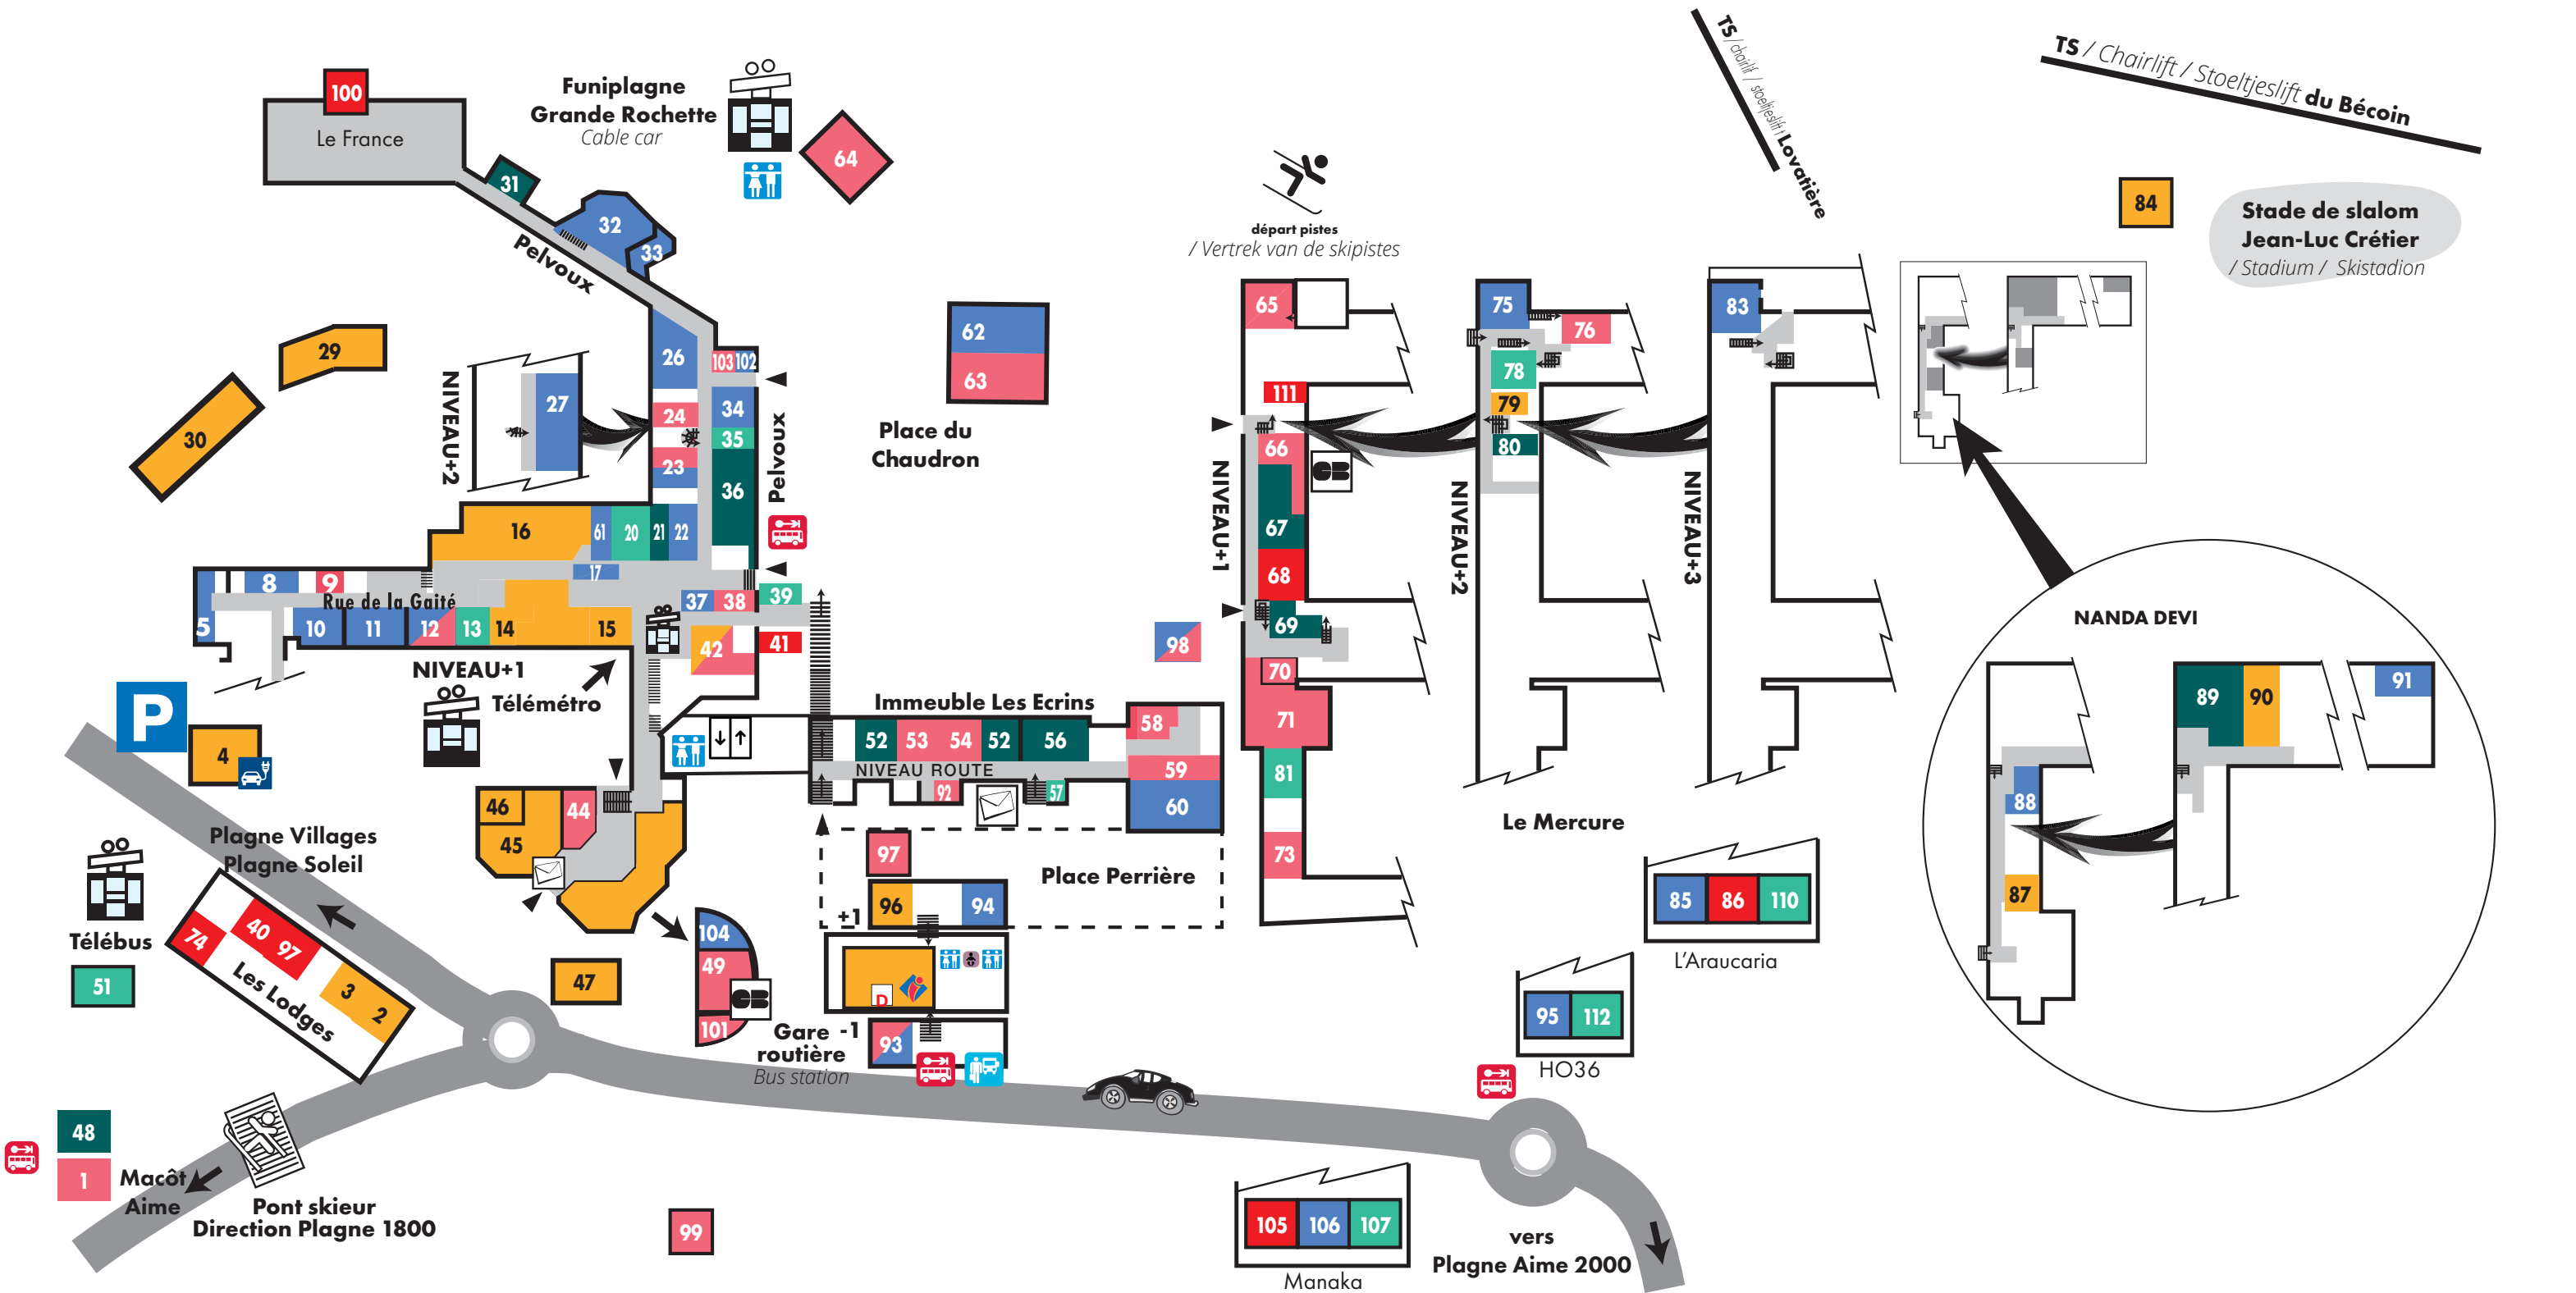 TS / Chairlift / Stoeltjeslift du Bécoin
TS / chairlift / stoeltjeslift Lovatière
100
Le France
Funiplagne
Grande Rochette
Cable car
64
31
32
33
Pelvoux
84
Stade de slalom
Jean-Luc Crétier
/ Stadium / Skistadion
départ pistes
/ Vertrek van de skipistes
29
30
NIVEAU+2
27
26
103
102
24
34
35
23
36
Pelvoux
62
63
Place du
Chaudron
16
61
20
21
22
17
5
8
9
Rue de la Gaité
10
11
12
13
14
15
37
38
39
42
41
NIVEAU+1
Télémétro
65
111
66
67
68
69
70
71
81
73
NIVEAU+1
CB
75
76
78
79
80
NIVEAU+2
83
NIVEAU+3
98
Le Mercure
NANDA DEVI
88
87
89
90
91
P
4
Immeuble Les Ecrins
52
53
54
52
56
58
59
60
NIVEAU ROUTE
92
57
46
45
44
Plagne Villages
Plagne Soleil
Télébus
51
74
40
97
3
2
Les Lodges
47
104
49
101
CB
97
Place Perrière
+1
96
94
D
Gare
routière
Bus station
-1
93
85
86
110
L'Araucaria
95
112
HO36
48
1
Macôt
Aime
Pont skieur
Direction Plagne 1800
99
105
106
107
Manaka
vers
Plagne Aime 2000